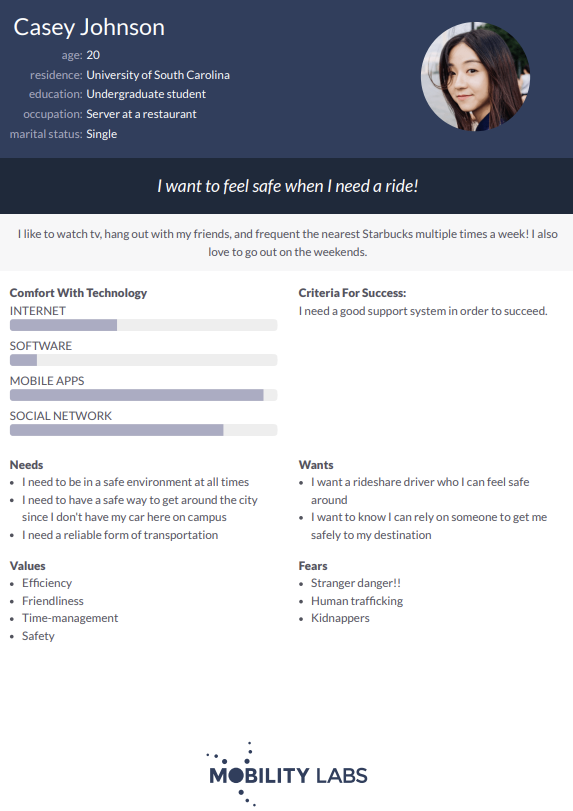 Casey Johnson
age: 20
residence: University of South Carolina
education: Undergraduate student
occupation: Server at a restaurant
marital status: Single
I want to feel safe when I need a ride!
I like to watch tv, hang out with my friends, and frequent the nearest Starbucks multiple times a week! I also
love to go out on the weekends.
Comfort With Technology
INTERNET
SOFTWARE
MOBILE APPS
SOCIAL NETWORK
Criteria For Success:
I need a good support system in order to succeed.
Needs
• I need to be in a safe environment at all times
• I need to have a safe way to get around the city
since I don't have my car here on campus
• I need a reliable form of transportation
Wants
• I want a rideshare driver who I can feel safe
around
• I want to know I can rely on someone to get me
safely to my destination
Values
• Efficiency
• Friendliness
• Time-management
• Safety
Fears
• Stranger danger!!
• Human trafficking
• Kidnappers
MOBILITY LABS